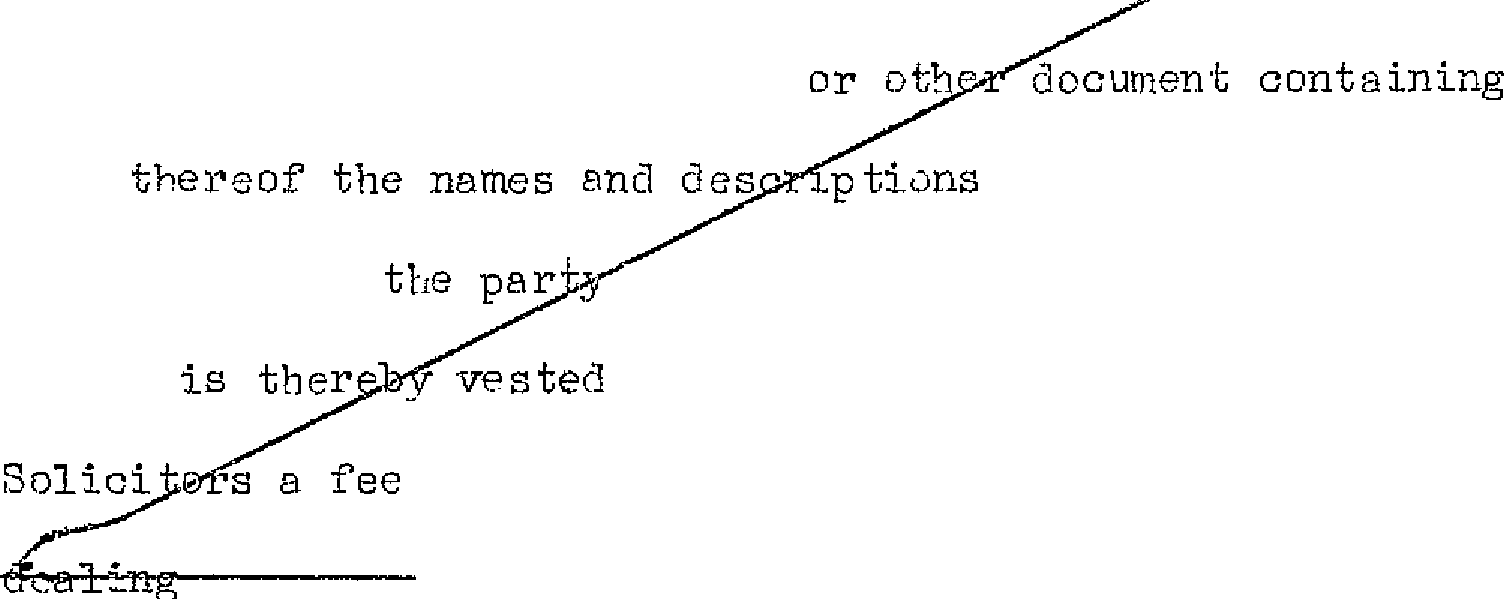 or other document containing
thereof the names and descriptions
the party
is thereby vested
Solicitors a fee
dealing